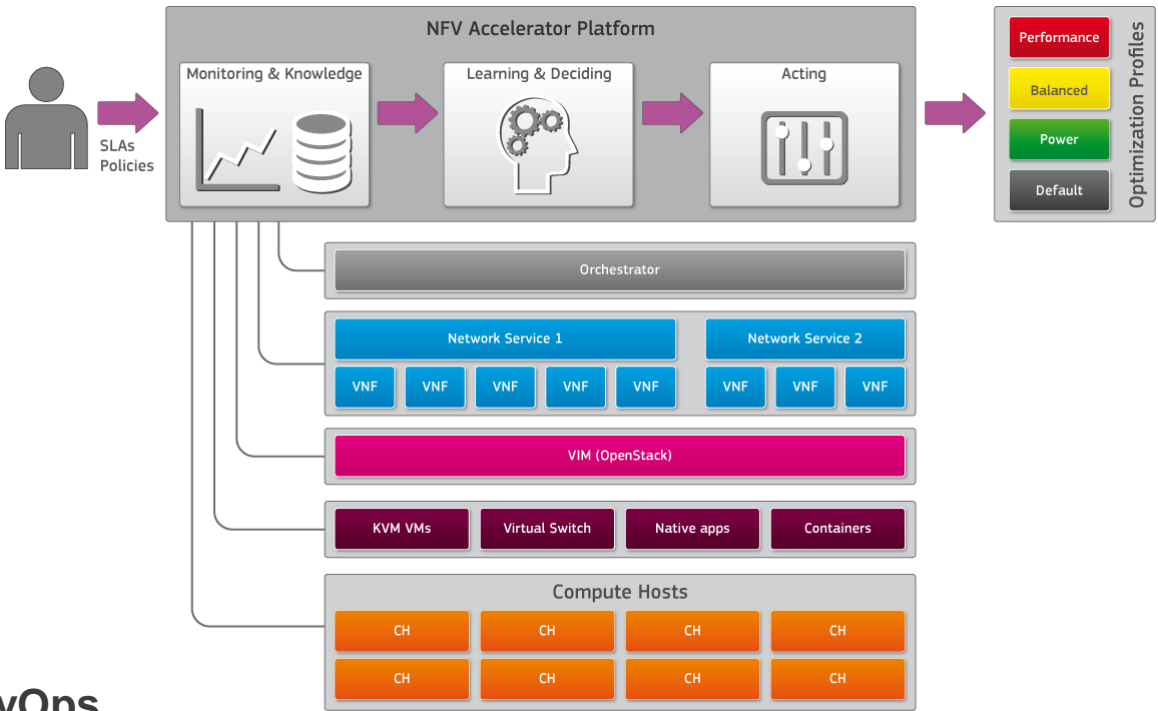 NFV Accelerator Platform
Monitoring & Knowledge
Learning & Deciding
Acting
SLAs
Policies
Performance
Balanced
Power
Default
Optimization Profiles
Orchestrator
Network Service 1
Network Service 2
VNF VNF VNF VNF VNF VNF VNF VNF
VIM (OpenStack)
KVM VMs Virtual Switch Native apps Containers
Compute Hosts
CH CH CH CH
CH CH CH CH